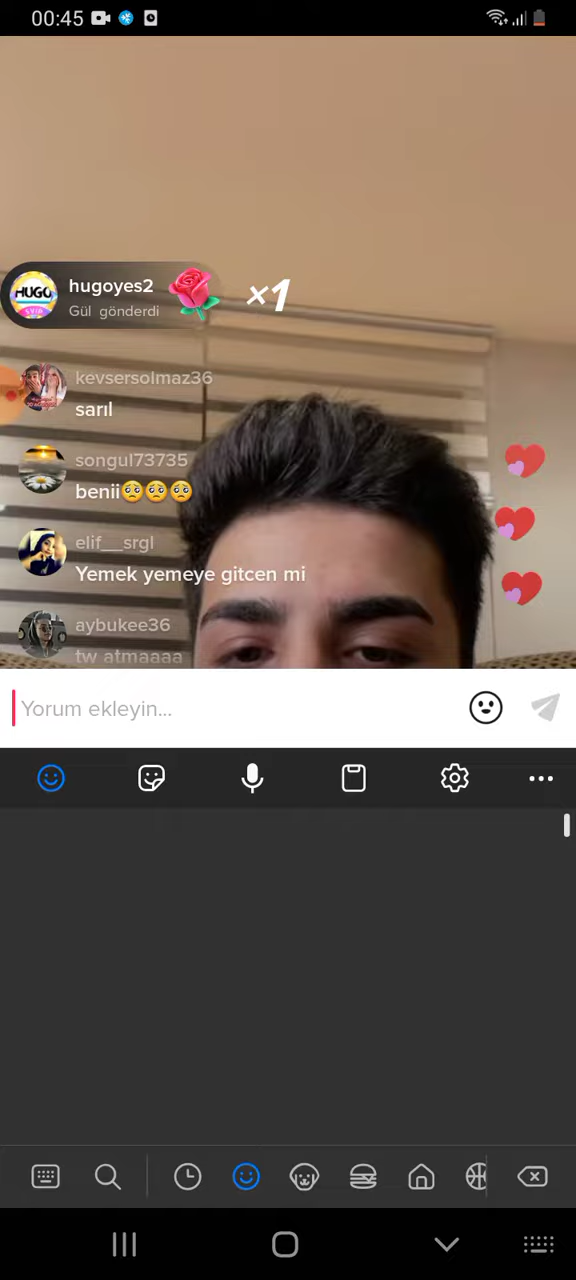 00:45
HUGO
hugoyes2
Gül gönderdi
×1
kevsersolmaz36
sarıl
songul73735
benii🥺🥺🥺
elif__srgl
Yemek yemeye gitcen mi
aybukee36
tw atmaaaa
Yorum ekleyin...